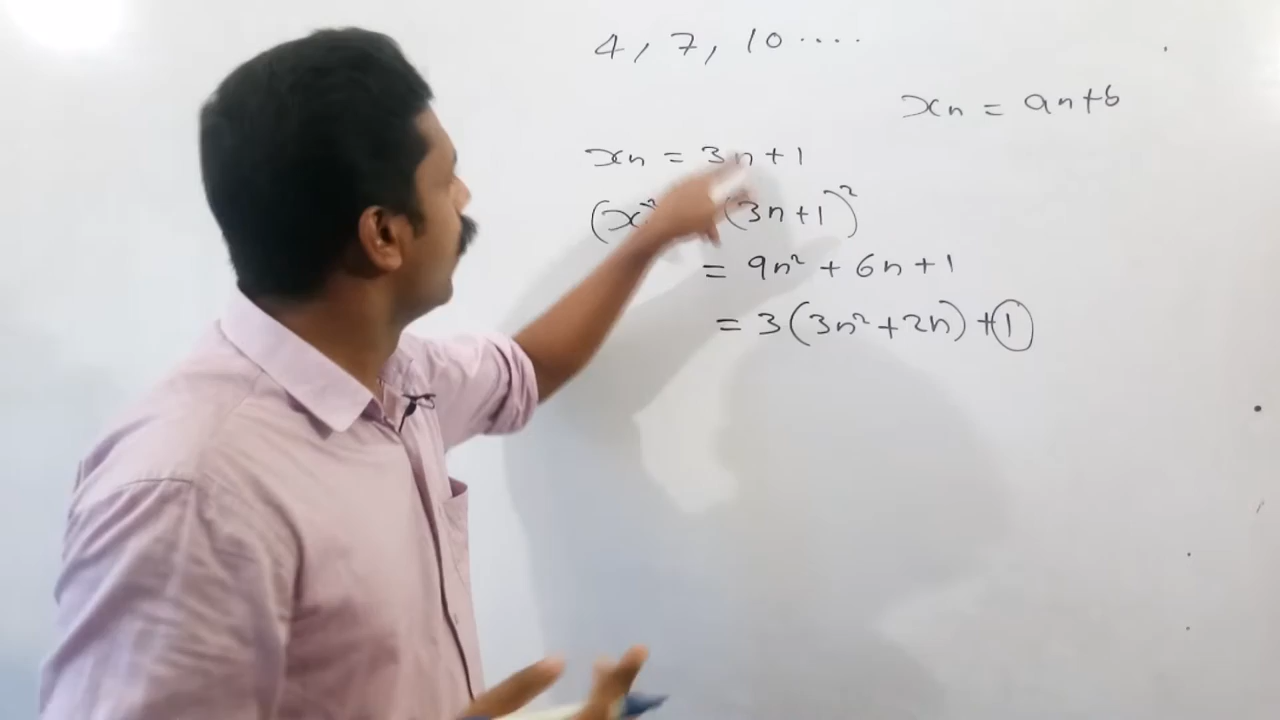 4, 7, 10 ....
xn = an+b
xn = 3n+1
(x² (3n+1)²
= 9n² + 6n+1
= 3(3n²+2n)+1